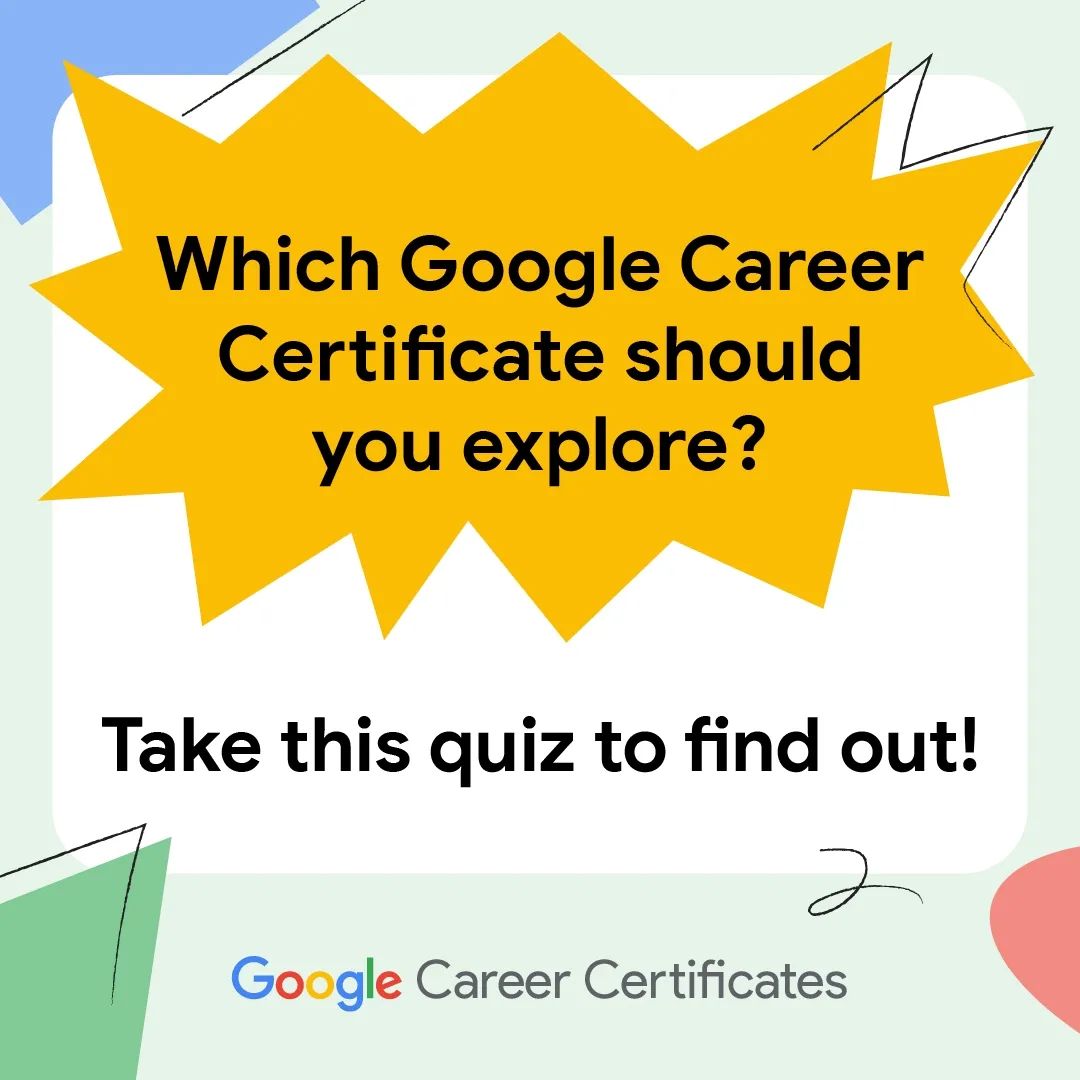 Which Google Career
Certificate should
you explore?
Take this quiz to find out!
Google Career Certificates